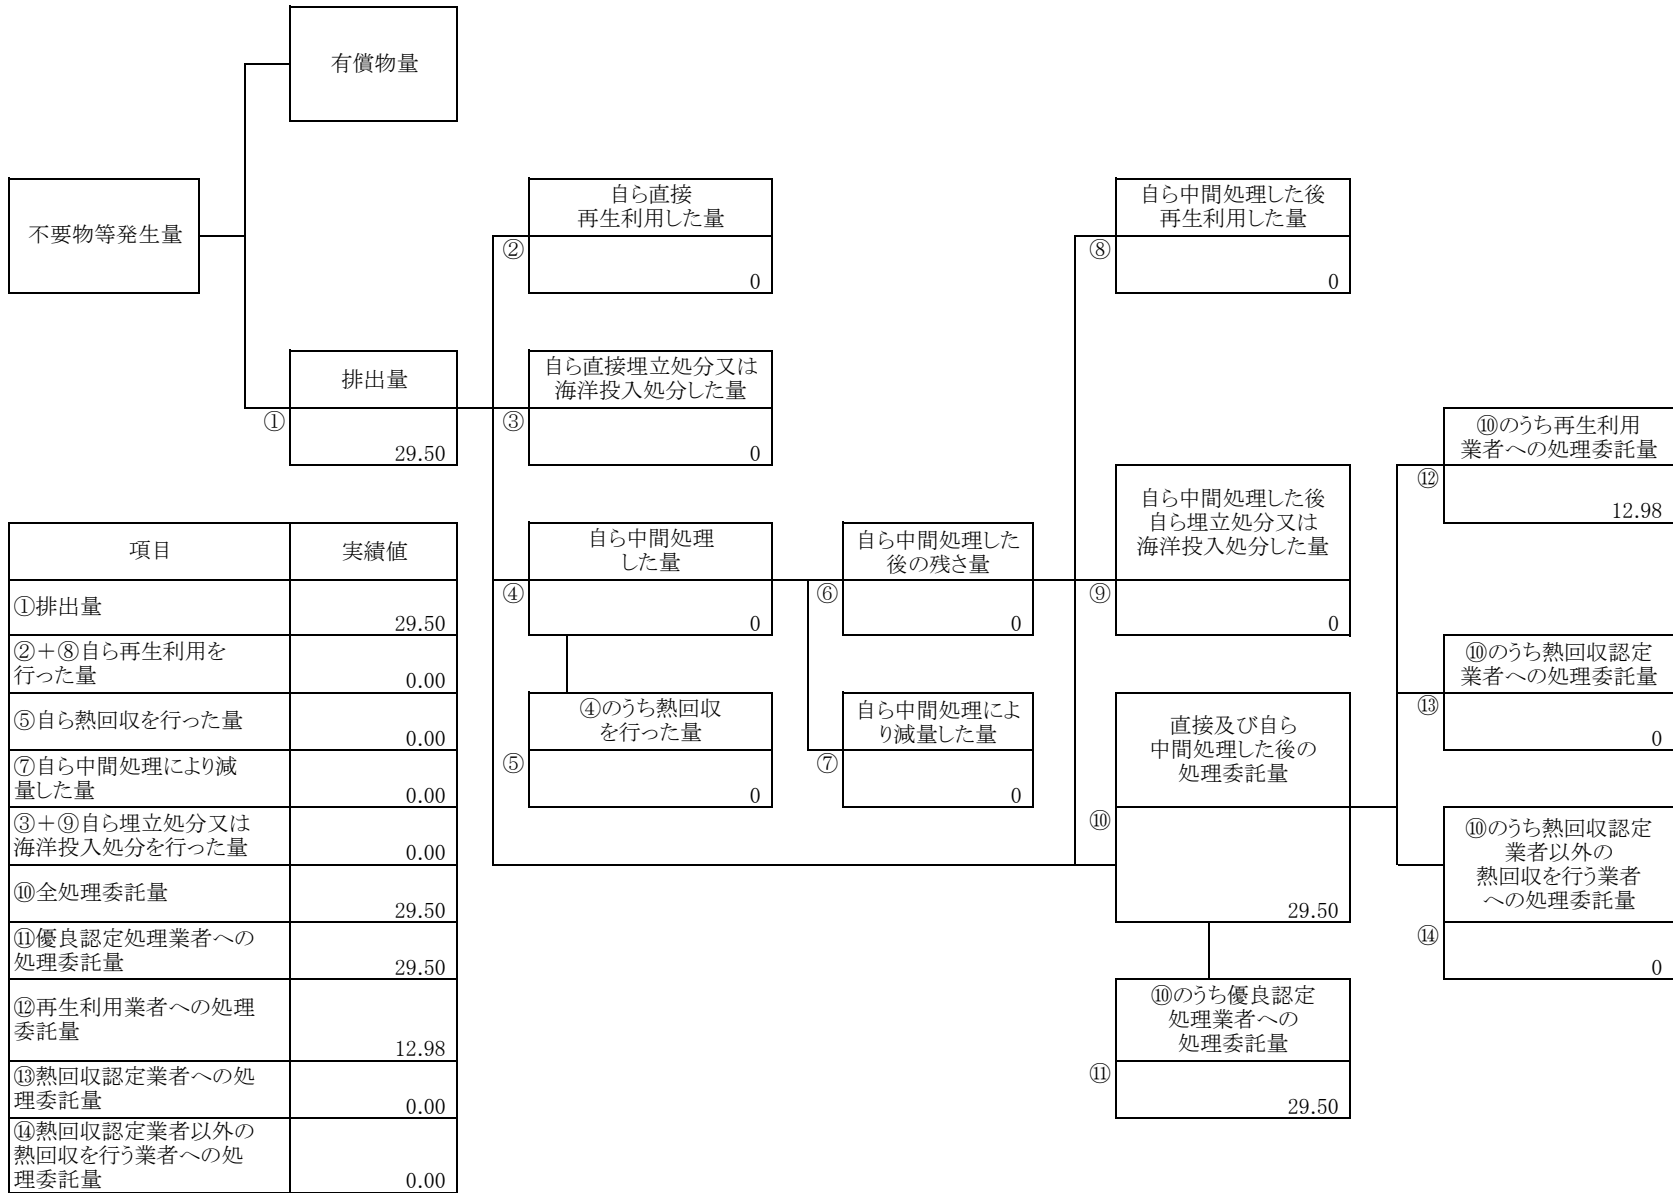 有償物量
不要物等発生量
自ら直接
再生利用した量
②
0
自ら中間処理した後
再生利用した量
⑧
0
排出量
①
29.50
自ら直接埋立処分又は
海洋投入処分した量
③
0
⑩のうち再生利用
業者への処理委託量
⑫
12.98
自ら中間処理した後
自ら埋立処分又は
海洋投入処分した量
⑨
0
自ら中間処理
した量
④
0
自ら中間処理した
後の残さ量
⑥
0
④のうち熱回収
を行った量
⑤
0
自ら中間処理によ
り減量した量
⑦
0
直接及び自ら
中間処理した後の
処理委託量
⑩
29.50
⑩のうち熱回収認定
業者への処理委託量
⑬
0
⑩のうち熱回収認定
業者以外の
熱回収を行う業者
への処理委託量
⑭
0
⑩のうち優良認定
処理業者への
処理委託量
⑪
29.50
項目 実績値
①排出量
29.50
②+⑧自ら再生利用を
行った量
0.00
⑤自ら熱回収を行った量
0.00
⑦自ら中間処理により減
量した量
0.00
③+⑨自ら埋立処分又は
海洋投入処分を行った量
0.00
⑩全処理委託量
29.50
⑪優良認定処理業者への
処理委託量
29.50
⑫再生利用業者への処理
委託量
12.98
⑬熱回収認定業者への処
理委託量
0.00
⑭熱回収認定業者以外の
熱回収を行う業者への処
理委託量
0.00